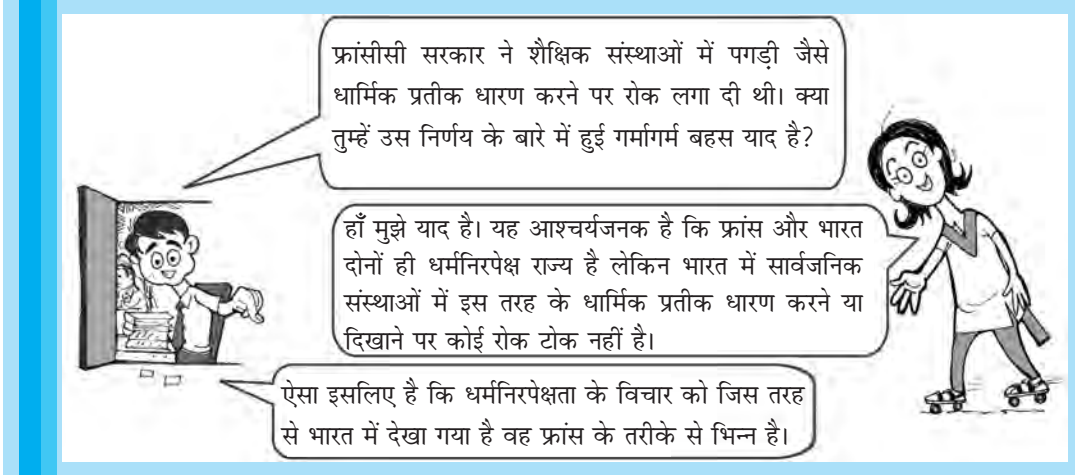 फ्रांसीसी सरकार ने शैक्षिक संस्थाओं में पगड़ी जैसे
धार्मिक प्रतीक धारण करने पर रोक लगा दी थी। क्या
तुम्हें उस निर्णय के बारे में हुई गर्मागर्म बहस याद है?
हाँ मुझे याद है। यह आश्चर्यजनक है कि फ्रांस और भारत
दोनों ही धर्मनिरपेक्ष राज्य है लेकिन भारत में सार्वजनिक
संस्थाओं में इस तरह के धार्मिक प्रतीक धारण करने या
दिखाने पर कोई रोक टोक नहीं है।
ऐसा इसलिए है कि धर्मनिरपेक्षता के विचार को जिस तरह
से भारत में देखा गया है वह फ्रांस के तरीके से भिन्न है।